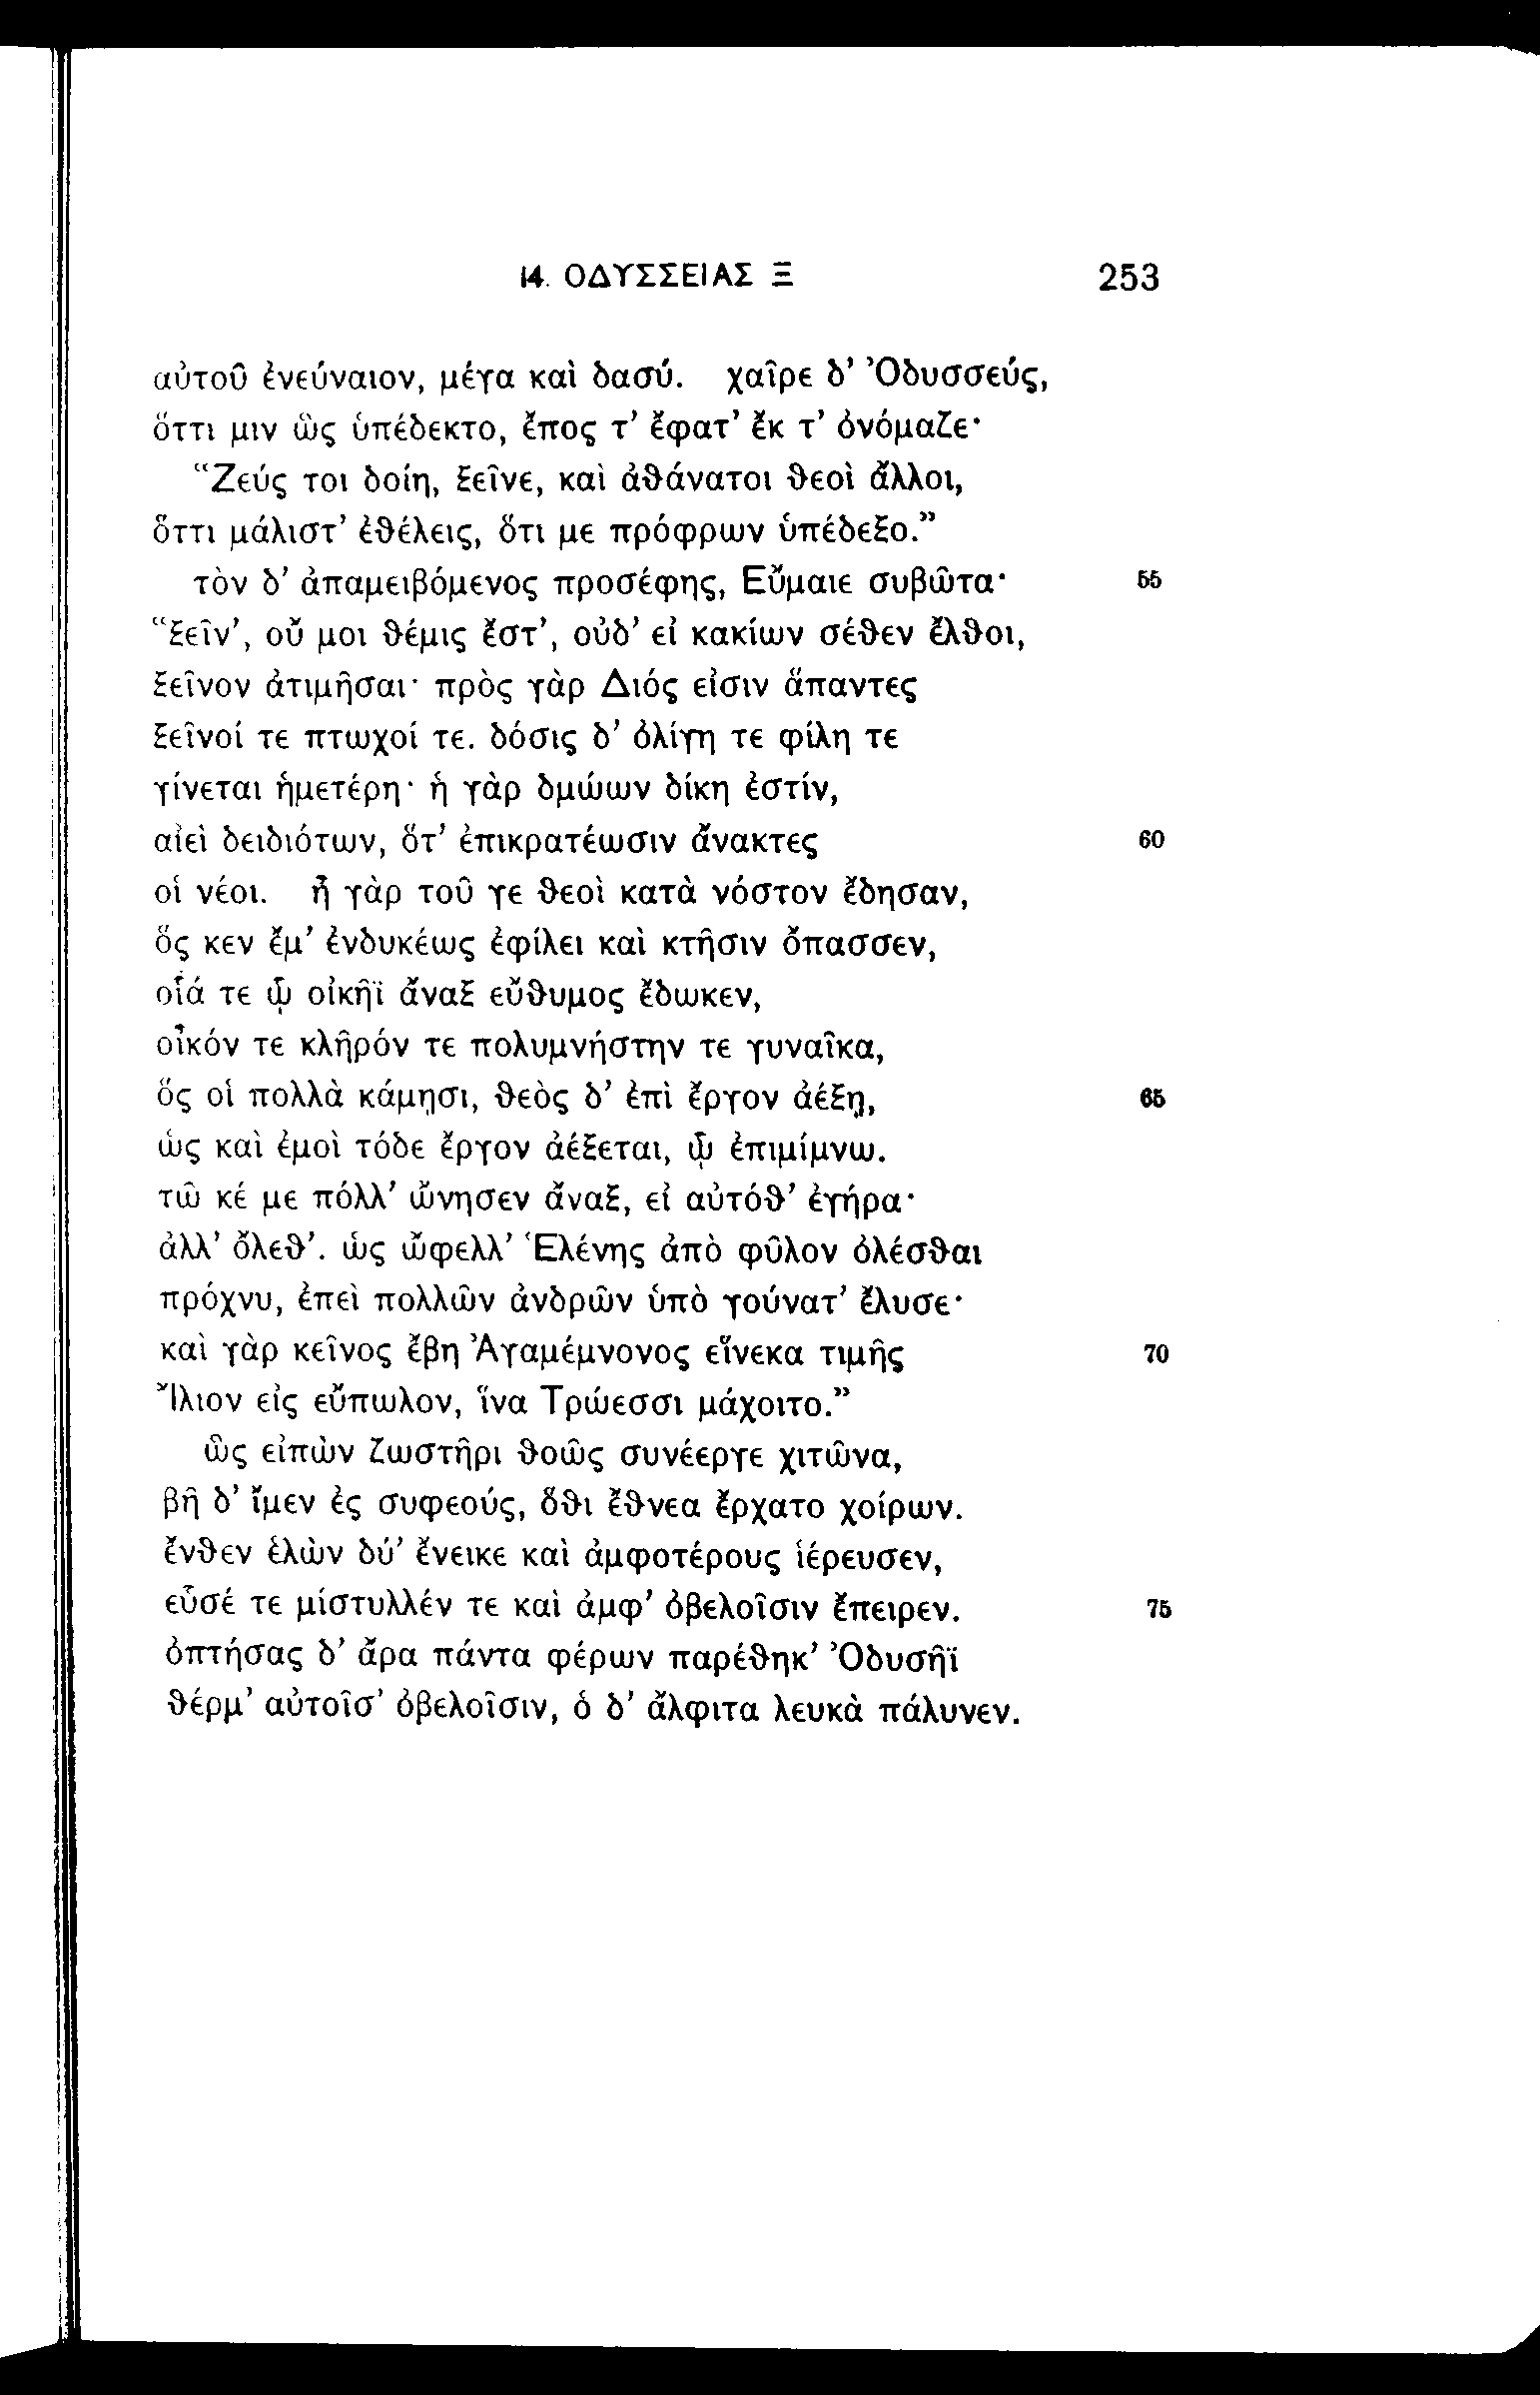 14. ΟΔΥΣΣΕΙΑΣ Ξ 253
αὐτοῦ ἐνεύναιον, μέγα καὶ δασύ. χαῖρε δ’ Ὀδυσσεύς,
ὅττι μιν ὣς ὑπέδεκτο, ἔπος τ’ ἔφατ’ ἔκ τ’ ὀνόμαζε·
“Ζεύς τοι δοίη, ξεῖνε, καὶ ἀθάνατοι θεοὶ ἄλλοι,
ὅττι μάλιστ’ ἐθέλεις, ὅτι με πρόφρων ὑπέδεξο.”
τὸν δ’ ἀπαμειβόμενος προσέφης, Εὔμαιε συβῶτα· 55
“ξεῖν’, οὔ μοι θέμις ἔστ’, οὐδ’ εἰ κακίων σέθεν ἔλθοι,
ξεῖνον ἀτιμῆσαι· πρὸς γὰρ Διός εἰσιν ἅπαντες
ξεῖνοί τε πτωχοί τε. δόσις δ’ ὀλίγη τε φίλη τε
γίνεται ἡμετέρη· ἡ γὰρ δμώων δίκη ἐστίν,
αἰεὶ δειδιότων, ὅτ’ ἐπικρατέωσιν ἄνακτες 60
οἱ νέοι. ἦ γὰρ τοῦ γε θεοὶ κατὰ νόστον ἔδησαν,
ὅς κεν ἔμ’ ἐνδυκέως ἐφίλει καὶ κτῆσιν ὄπασσεν,
οἷά τε ᾧ οἰκῆϊ ἄναξ εὔθυμος ἔδωκεν,
οἶκόν τε κλῆρόν τε πολυμνήστην τε γυναῖκα,
ὅς οἱ πολλὰ κάμῃσι, θεὸς δ’ ἐπὶ ἔργον ἀέξῃ, 65
ὡς καὶ ἐμοὶ τόδε ἔργον ἀέξεται, ᾧ ἐπιμίμνω.
τῶ κέ με πόλλ’ ὤνησεν ἄναξ, εἰ αὐτόθ’ ἐγήρα·
ἀλλ’ ὄλεθ’. ὡς ὤφελλ’ Ἑλένης ἀπὸ φῦλον ὀλέσθαι
πρόχνυ, ἐπεὶ πολλῶν ἀνδρῶν ὑπὸ γούνατ’ ἔλυσε·
καὶ γὰρ κεῖνος ἔβη Ἀγαμέμνονος εἵνεκα τιμῆς 70
Ἴλιον εἰς εὔπωλον, ἵνα Τρώεσσι μάχοιτο.”
ὣς εἰπὼν ζωστῆρι θοῶς συνέεργε χιτῶνα,
βῆ δ’ ἴμεν ἐς συφεούς, ὅθι ἔθνεα ἔρχατο χοίρων.
ἔνθεν ἑλὼν δύ’ ἔνεικε καὶ ἀμφοτέρους ἱέρευσεν,
εὗσέ τε μίστυλλέν τε καὶ ἀμφ’ ὀβελοῖσιν ἔπειρεν. 75
ὀπτήσας δ’ ἄρα πάντα φέρων παρέθηκ’ Ὀδυσῆϊ
θέρμ’ αὐτοῖσ’ ὀβελοῖσιν, ὁ δ’ ἄλφιτα λευκὰ πάλυνεν.